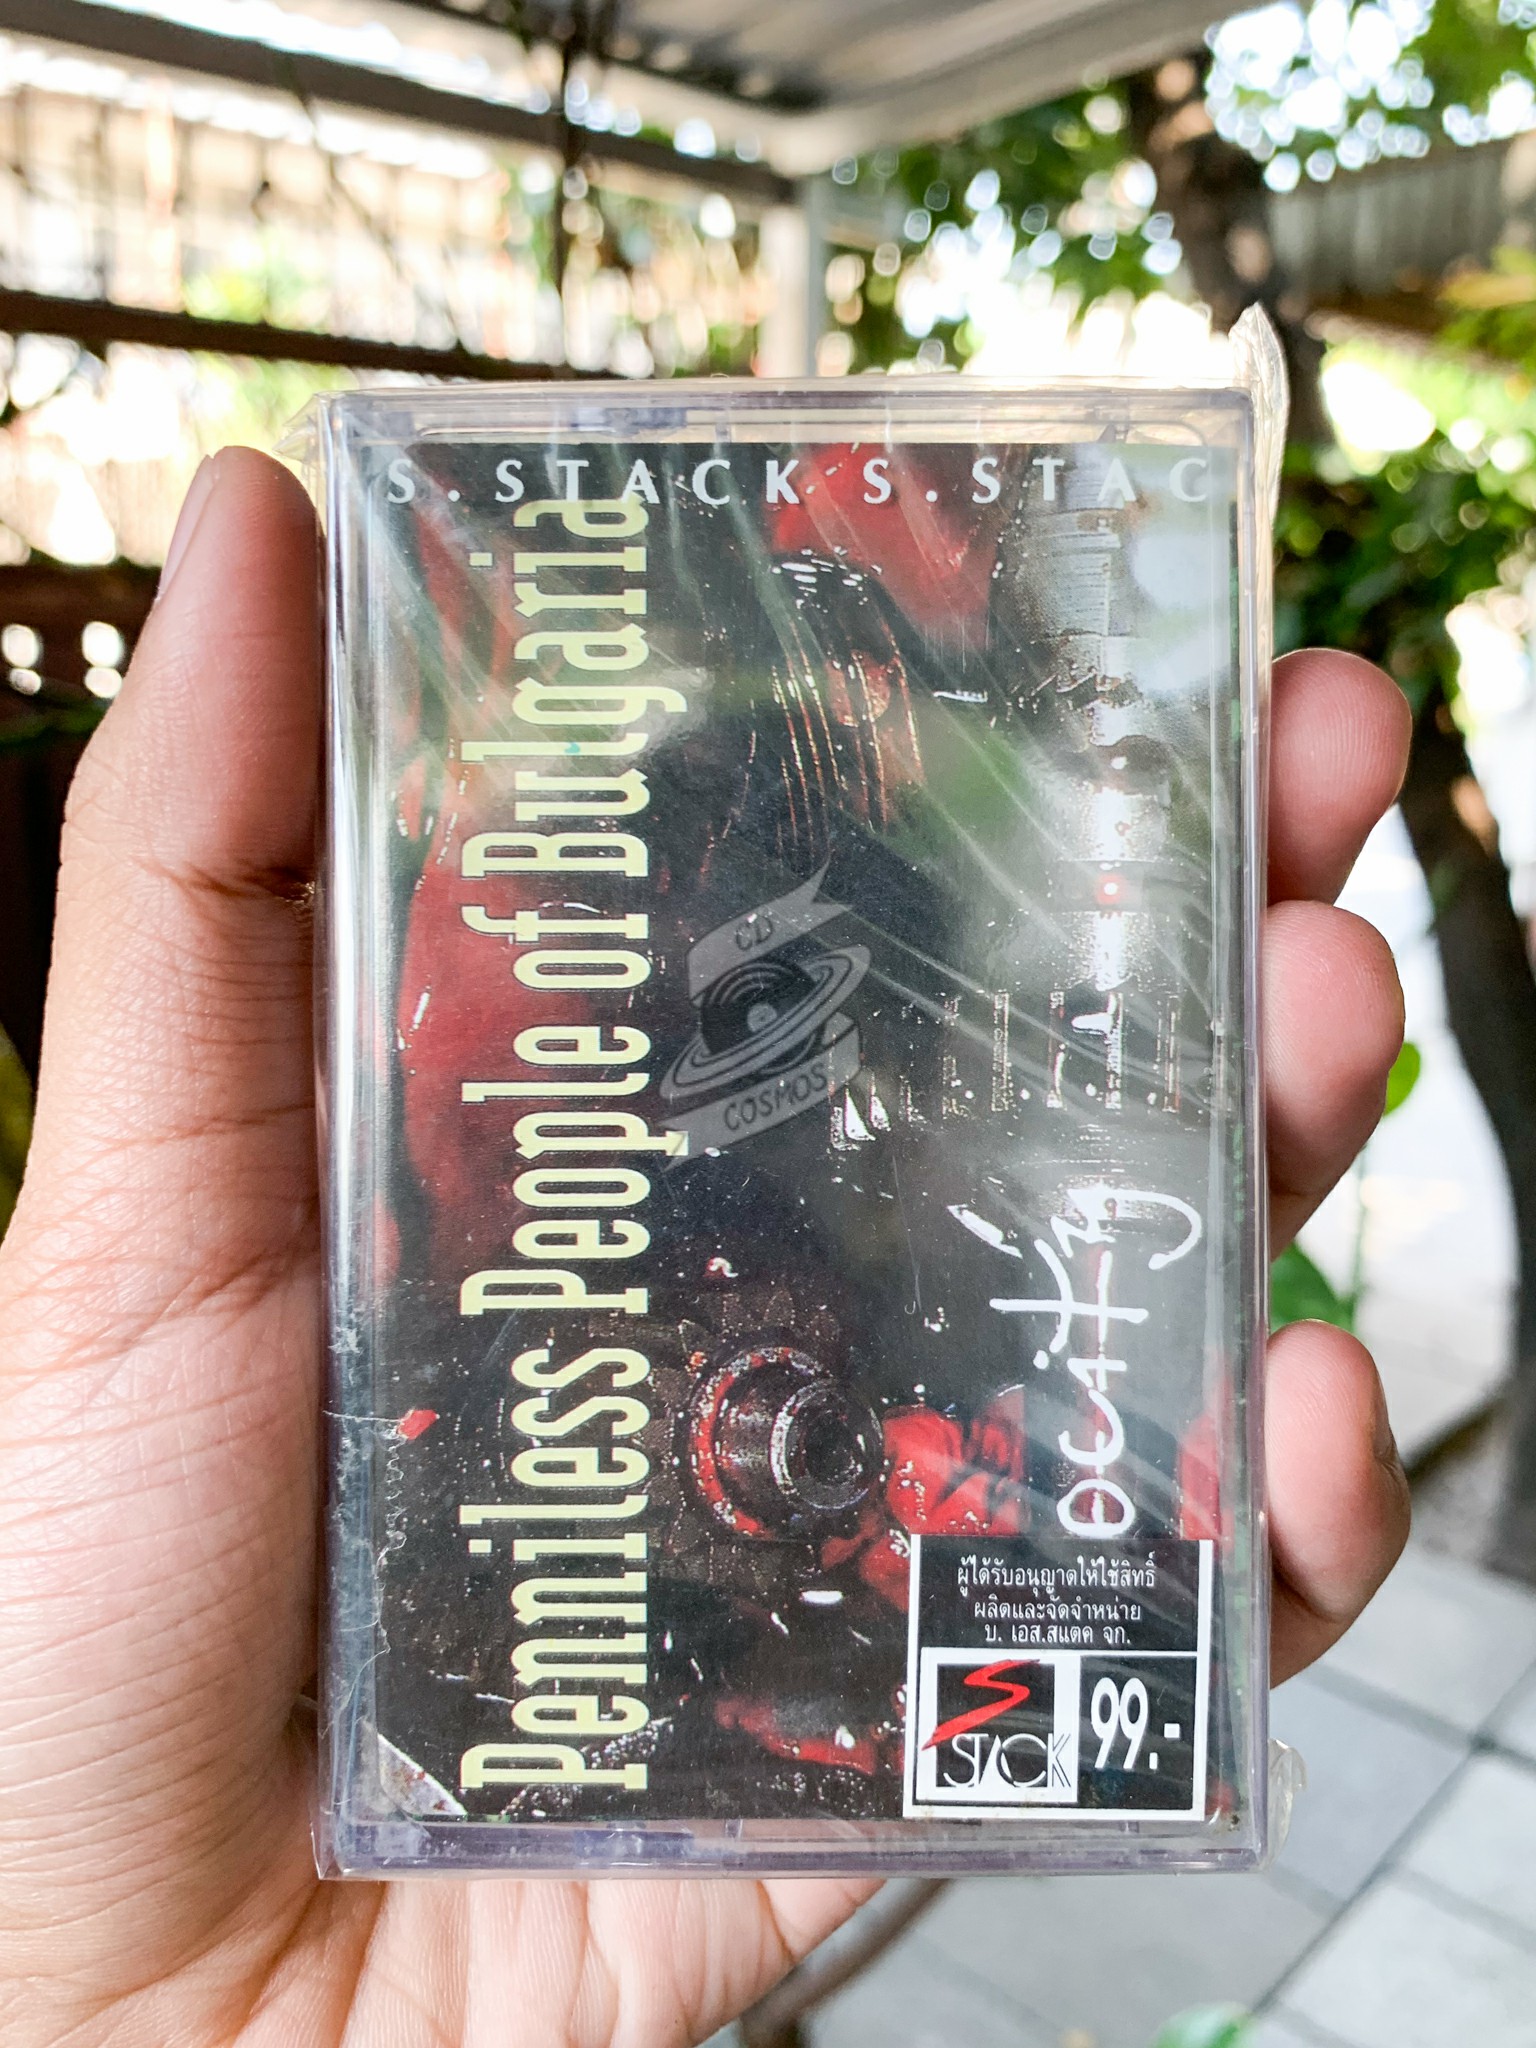 S.STACK S.STAC
Penniless People of Bulgaria
ocity
CD
COSMOS
ผู้ได้รับอนุญาตให้ใช้สิทธิ์
ผลิตและจัดจำหน่าย
บ. เอส.สแตค จก.
S STACK
99.-